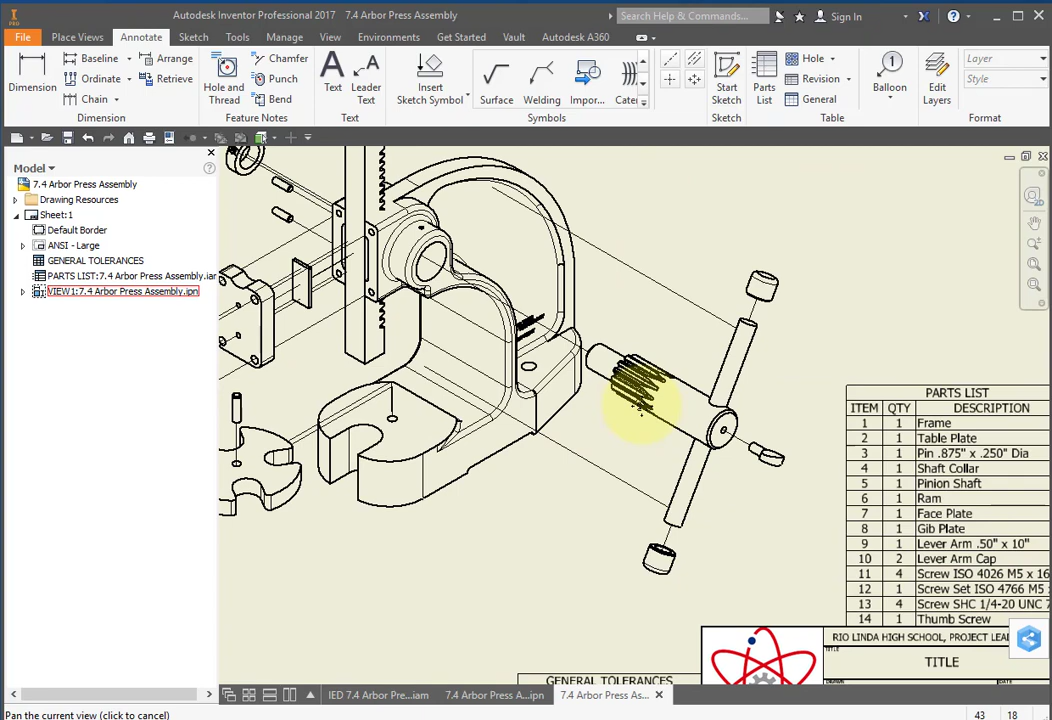 PRO
Autodesk Inventor Professional 2017 7.4 Arbor Press Assembly
Search Help & Commands...
Sign In
File Place Views Annotate Sketch Tools Manage View Environments Get Started Vault Autodesk A360
Dimension
Baseline
Ordinate
Chain
Arrange
Retrieve
Dimension
Hole and Thread
Chamfer
Punch
Bend
Feature Notes
Text
Leader Text
Text
Insert Sketch Symbol
Surface
Welding
Impor...
Cater
Symbols
Start Sketch
Sketch
Parts List
Hole
Revision
General
Table
1
Balloon
Edit Layers
Layer
Style
Format
Model
7.4 Arbor Press Assembly
Drawing Resources
Sheet:1
Default Border
ANSI - Large
GENERAL TOLERANCES
PARTS LIST:7.4 Arbor Press Assembly.iar
VIEW1:7.4 Arbor Press Assembly.ipn
PARTS LIST
ITEM QTY DESCRIPTION
1 1 Frame
2 1 Table Plate
3 1 Pin .875" x .250" Dia
4 1 Shaft Collar
5 1 Pinion Shaft
6 1 Ram
7 1 Face Plate
8 1 Gib Plate
9 1 Lever Arm .50" x 10"
10 2 Lever Arm Cap
11 4 Screw ISO 4026 M5 x 16
12 1 Screw Set ISO 4766 M5
13 4 Screw SHC 1/4-20 UNC
14 1 Thumb Screw
RIO LINDA HIGH SCHOOL, PROJECT LEAD
TITLE
TITLE
GENERAL TOLERANCES
IED 7.4 Arbor Pre...iam 7.4 Arbor Press A...ipn 7.4 Arbor Press As...
Pan the current view (click to cancel) 43 18